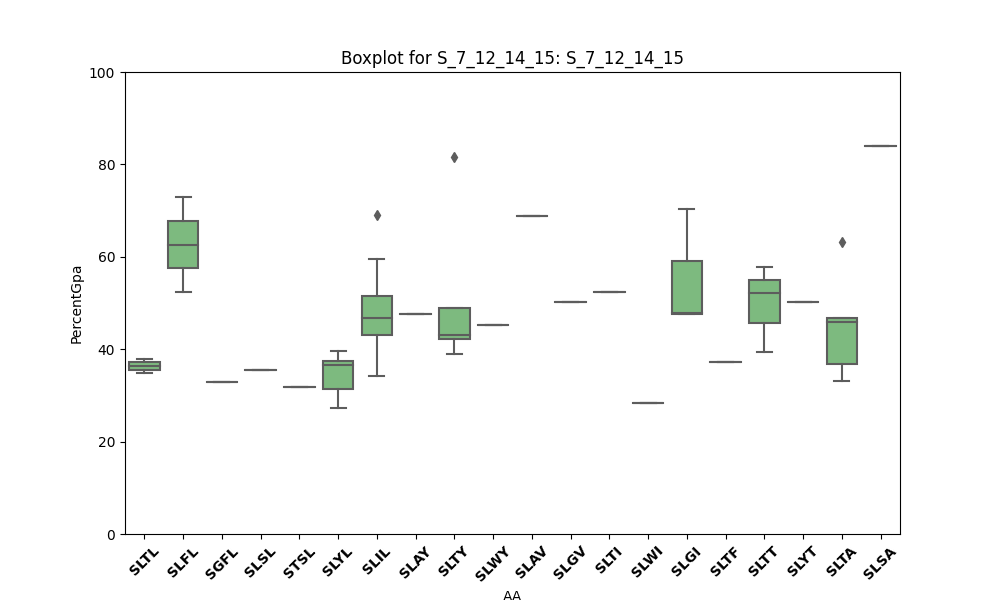 Boxplot for S_7_12_14_15: S_7_12_14_15
100
80
60
40
20
0
PercentGpa
SLTL
SLFL
SGFL
SLSL
STSL
SLYL
SLIL
SLAY
SLTY
SLWY
SLAV
SLGV
SLTI
SLWI
SLGI
SLTF
SLTT
SLYT
SLTA
SLSA
AA